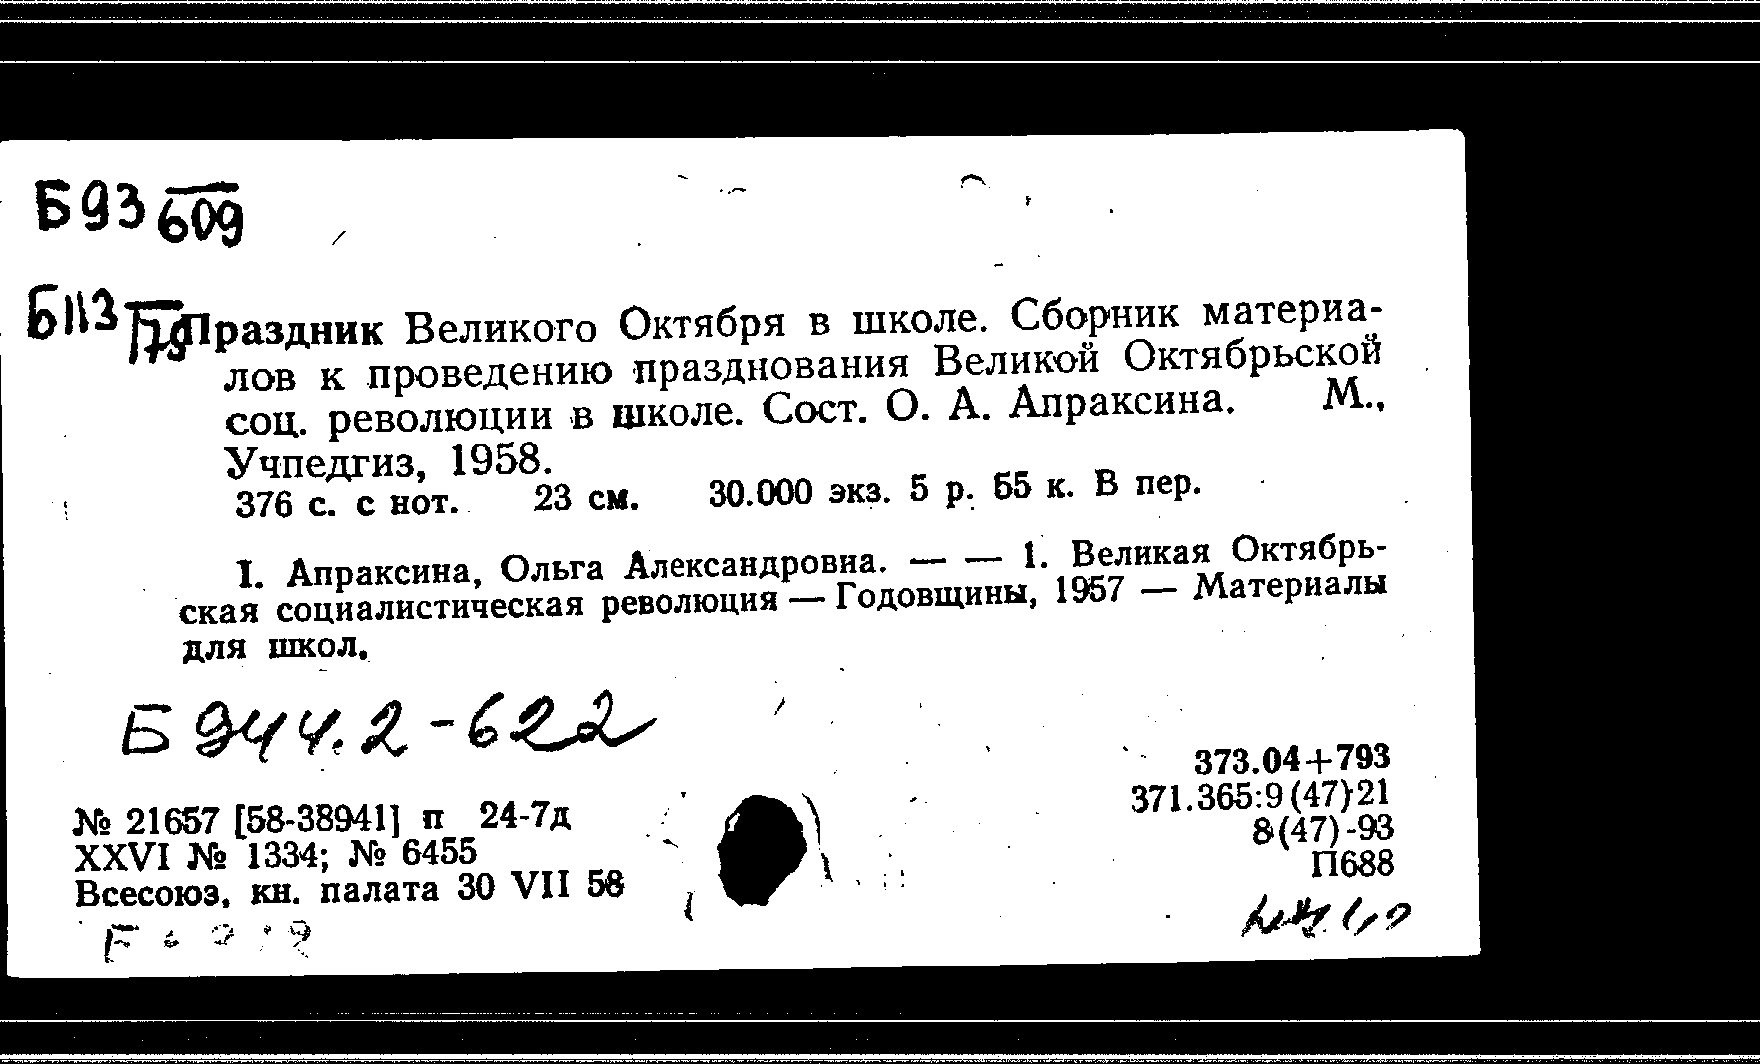 Б93 609
Б113 179 Праздник Великого Октября в школе. Сборник материа-
лов к проведению празднования Великой Октябрьской
соц. революции в школе. Сост. О. А. Апраксина. М.,
Учпедгиз, 1958.
376 с. с нот. 23 см. 30.000 экз. 5 р. 65 к. В пер.
I. Апраксина, Ольга Александровна. — — 1. Великая Октябрь-
ская социалистическая революция — Годовщины, 1957 — Материалы
для школ.
Б 944.2-622
373.04+793
371.365:9(47)21
8(47)-93
П688
№ 21657 [58-38941] п 24-7д
XXVI № 1334; № 6455
Всесоюз. кн. палата 30 VII 58